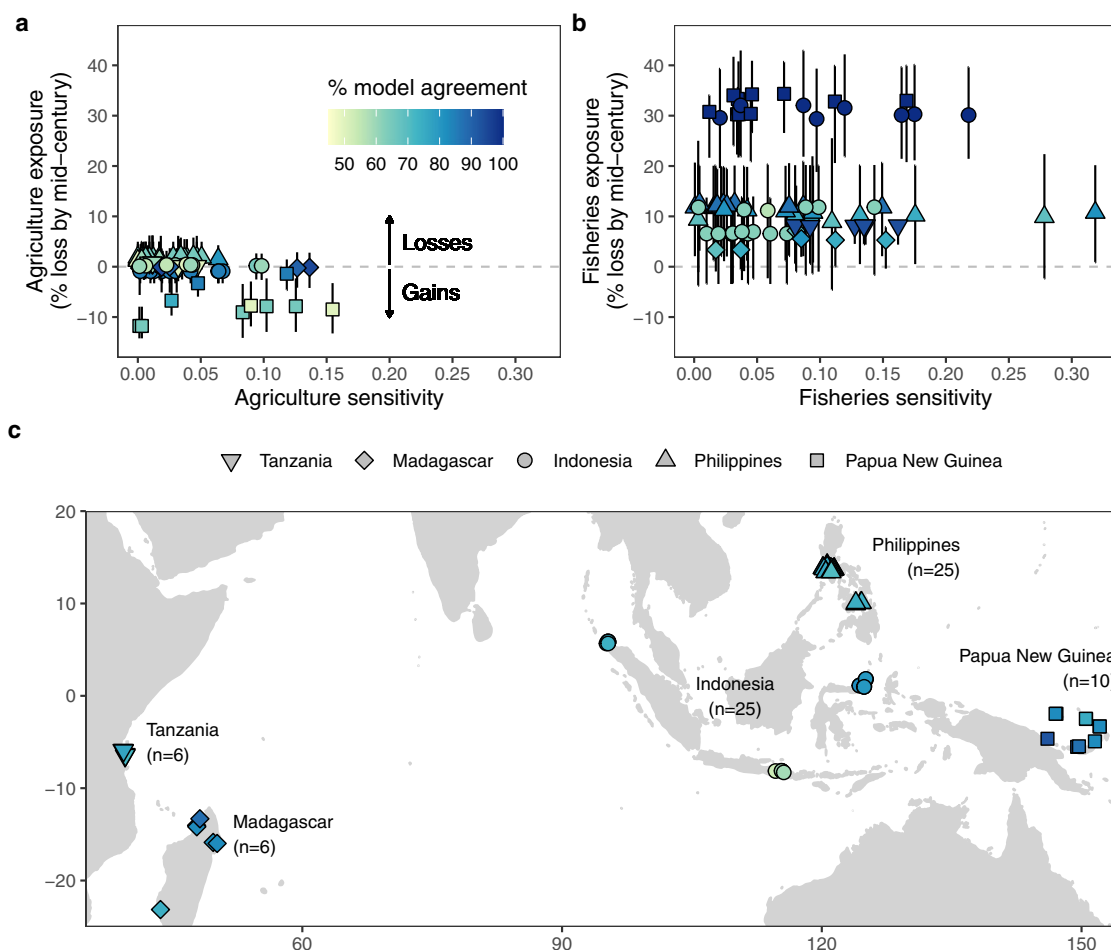 a
Agriculture exposure
(% loss by mid−century)
40
30
20
10
0
−10
% model agreement
50 60 70 80 90 100
Losses
Gains
0.00 0.05 0.10 0.15 0.20 0.25 0.30
Agriculture sensitivity
b
Fisheries exposure
(% loss by mid−century)
40
30
20
10
0
−10
0.00 0.05 0.10 0.15 0.20 0.25 0.30
Fisheries sensitivity
c
Tanzania Madagascar Indonesia Philippines Papua New Guinea
20
10
0
−10
−20
Philippines
(n=25)
Papua New Guinea
(n=10)
Indonesia
(n=25)
Tanzania
(n=6)
Madagascar
(n=6)
60 90 120 150